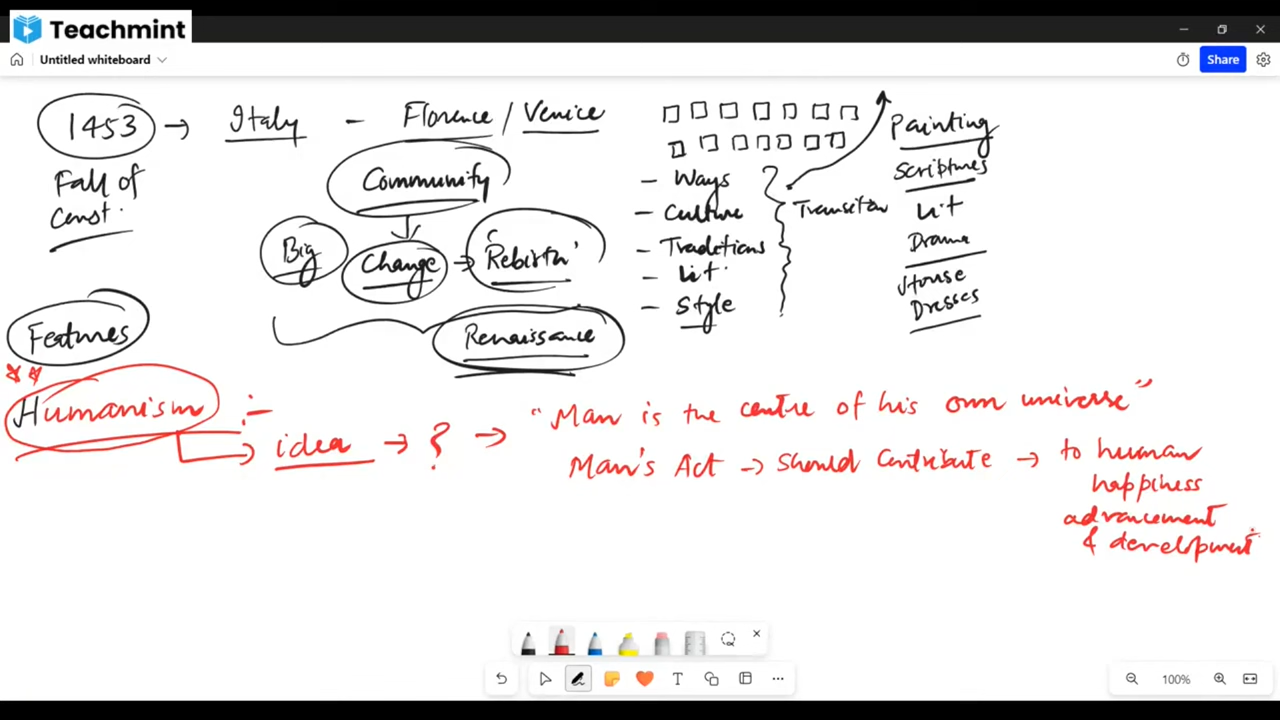 Teachmint
Untitled whiteboard
Share
1453 → Italy - Florence / Venice
Fall of
Const.
Community
Big Change → 'Rebirth'
Renaissance
- Ways
- Culture
- Traditions
- Lit.
- Style
Transition
Painting
Scriptures
Lit
Drama
House
Dresses
Features
Humanism :-
idea → ? → "Man is the centre of his own universe"
Man's Act → Should Contribute → to human
happiness
advancement
& development
100%